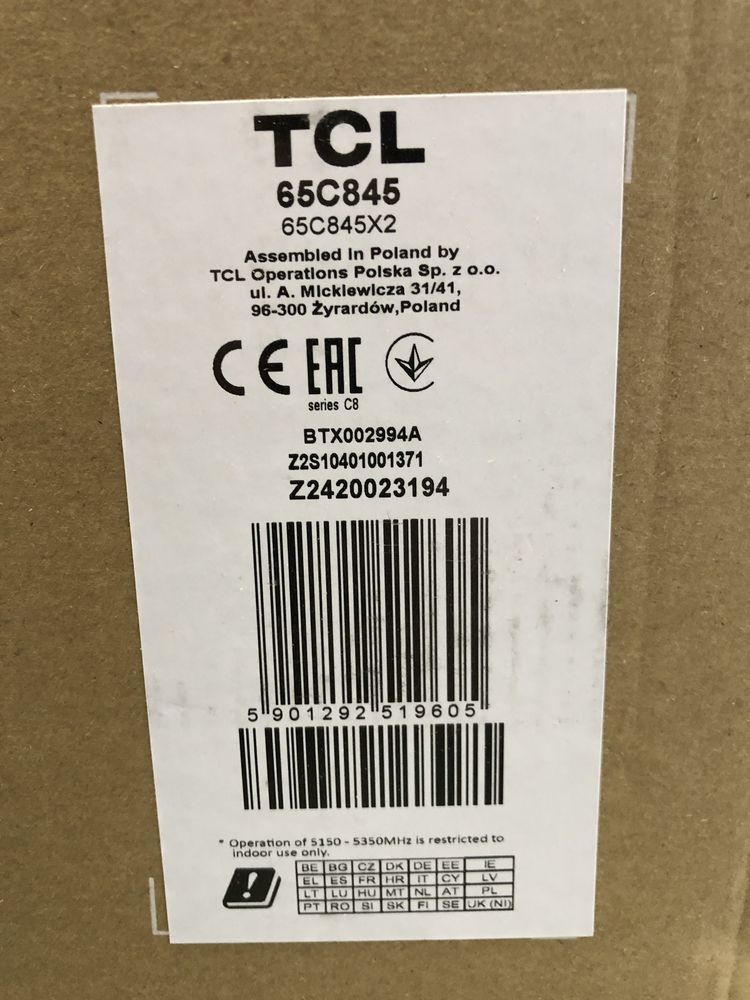 TCL
65C845
65C845X2
Assembled in Poland by
TCL Operations Polska Sp. z o.o.
ul. A. Mickiewicza 31/41,
96-300 Żyrardów,Poland
CE EAC
series C8
BTX002994A
Z2S10401001371
Z2420023194
5 901292 519605
* Operation of 5150 - 5350MHz is restricted to
indoor use only.
BE BG CZ DK DE EE IE
EL ES FR HR IT CY LV
LT LU HU MT NL AT PL
PT RO SI SK FI SE UK (NI)